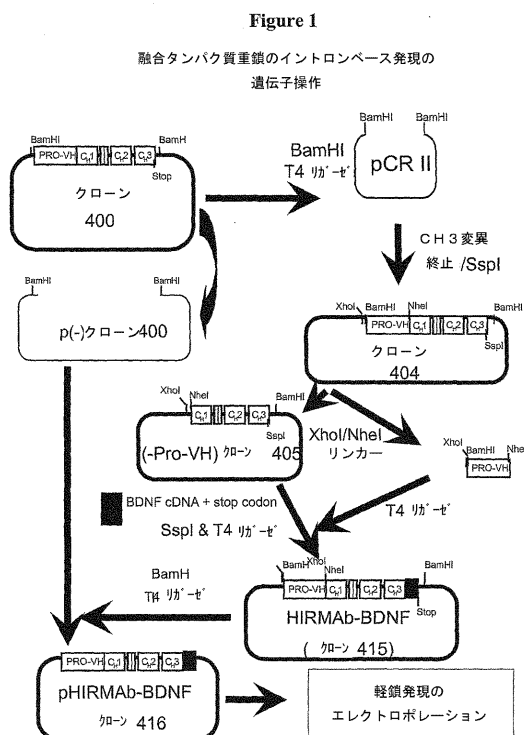 Figure 1
融合タンパク質重鎖のイントロンベース発現の
遺伝子操作
BamHI
BamH
PRO-VH CH1 CH2 CH3
Stop
クローン
400
BamHI
T4 リガーゼ
BamHI
BamHI
pCR II
CH3変異
終止 /SspI
BamHI
BamHI
p(-)クローン400
XhoI
BamHI
NheI
BamHI
PRO-VH CH1 CH2 CH3
SspI
クローン
404
XhoI
NheI
BamHI
CH1 CH2 CH3
SspI
(-Pro-VH) クローン 405
XhoI/NheI
リンカー
XhoI
BamHI
Nhe
PRO-VH
BDNF cDNA + stop codon
SspI & T4 リガーゼ
T4 リガーゼ
BamH
T4 リガーゼ
BamH
XhoI
NheI
BamHI
PRO-VH CH1 CH2 CH3
Stop
HIRMAb-BDNF
( クローン 415)
PRO-VH CH1 CH2 CH3
pHIRMAb-BDNF
クローン 416
軽鎖発現の
エレクトロポレーション